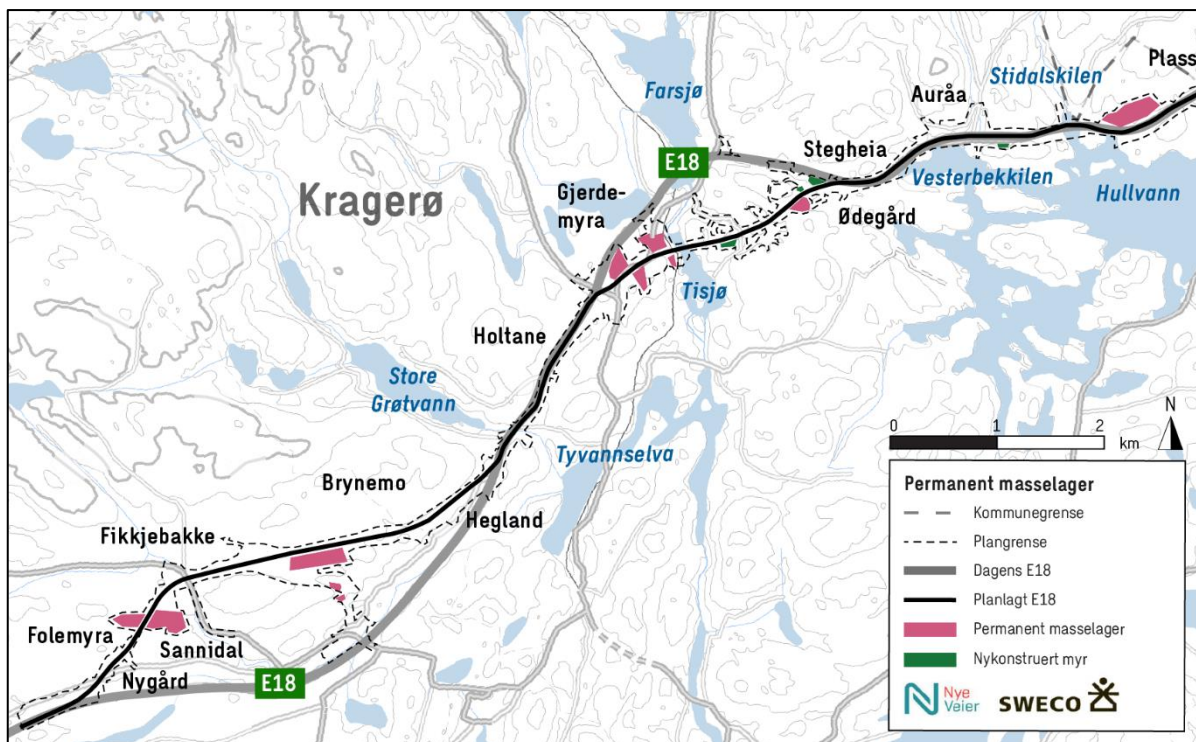 Plass
Stidalskilen
Farsjø
Auråa
Stegheia
E18
Gjerde-
myra
Vesterbekkilen
Kragerø
Hullvann
Ødegård
Tisjø
Holtane
Store
Grøtvann
N
0 1 2
km
Tyvannselva
Brynemo
Permanent masselager
Kommunegrense
Hegland
Fikkjebakke
Plangrense
Dagens E18
Planlagt E18
Permanent masselager
Folemyra
Sannidal
Nykonstruert myr
Nygård
E18
Nye
Veier
SWECO